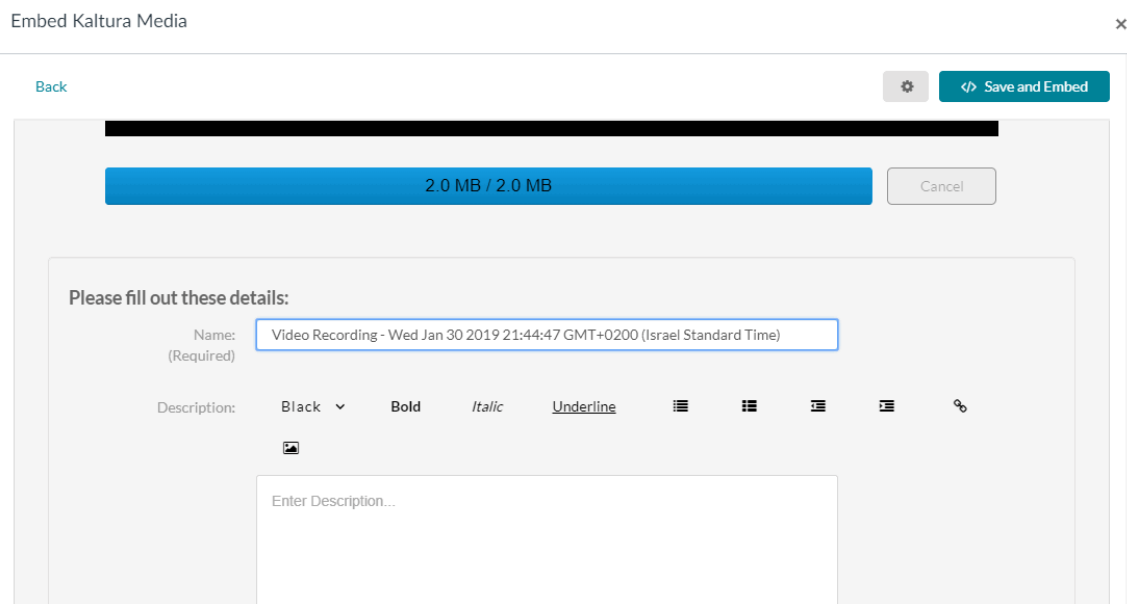 Embed Kaltura Media
×
Back
</> Save and Embed
2.0 MB / 2.0 MB
Cancel
Please fill out these details:
Name:
Video Recording - Wed Jan 30 2019 21:44:47 GMT+0200 (Israel Standard Time)
(Required)
Description:
Black Bold Italic Underline
Enter Description...